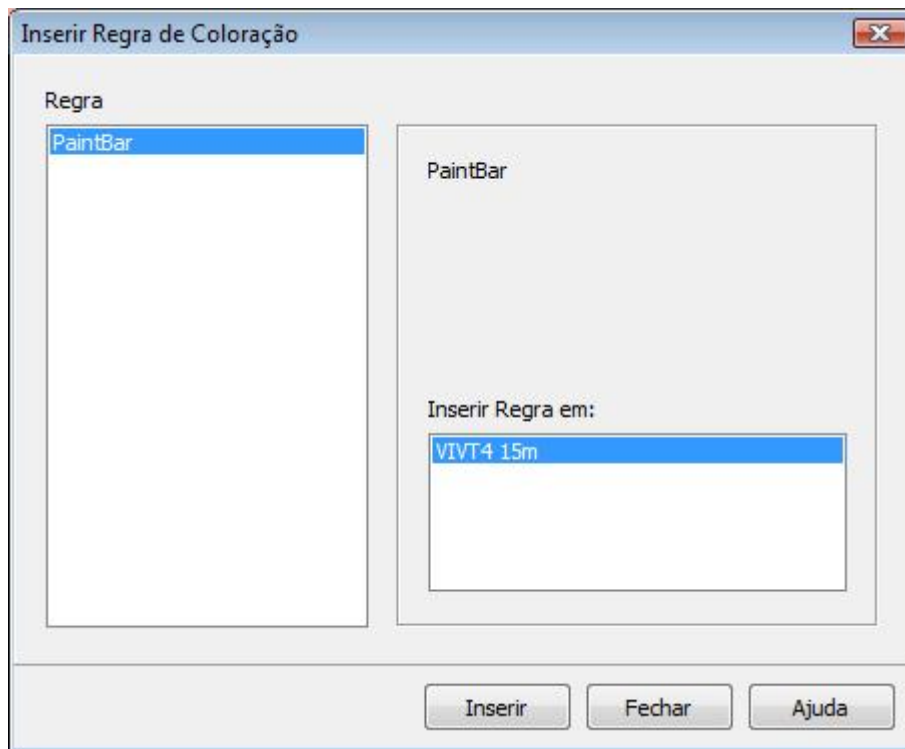 Inserir Regra de Coloração
Regra
PaintBar
PaintBar
Inserir Regra em:
VIVT4 15m
Inserir
Fechar
Ajuda